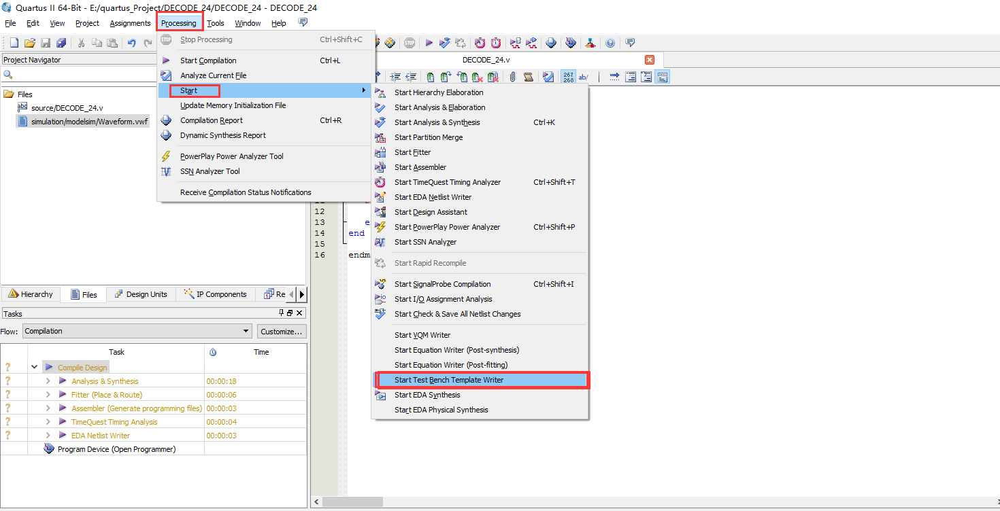 Quartus II 64-Bit - E:/quartus_Project/DECODE_24/DECODE_24 - DECODE_24
File Edit View Project Assignments Processing Tools Window Help
Project Navigator
Files
source/DECODE_24.v
simulation/modelsim/Waveform.vwf
Stop Processing Ctrl+Shift+C
Start Compilation Ctrl+L
Analyze Current File
Start
Update Memory Initialization File
Compilation Report Ctrl+R
Dynamic Synthesis Report
PowerPlay Power Analyzer Tool
SSN Analyzer Tool
Receive Compilation Status Notifications
DECODE_24.v
267
268
ab/
Start Hierarchy Elaboration
Start Analysis & Elaboration
Start Analysis & Synthesis Ctrl+K
Start Partition Merge
Start Fitter
Start Assembler
Start TimeQuest Timing Analyzer Ctrl+Shift+T
Start EDA Netlist Writer
Start Design Assistant
Start PowerPlay Power Analyzer Ctrl+Shift+P
Start SSN Analyzer
Start Rapid Recompile
Start SignalProbe Compilation Ctrl+Shift+I
Start I/O Assignment Analysis
Start Check & Save All Netlist Changes
Start VQM Writer
Start Equation Writer (Post-synthesis)
Start Equation Writer (Post-fitting)
Start Test Bench Template Writer
Start EDA Synthesis
Start EDA Physical Synthesis
12
13 e
14 end
15
16 endm
Hierarchy Files Design Units IP Components Re
Tasks
Flow: Compilation Customize...
Task Time
Compile Design
Analysis & Synthesis 00:00:18
Fitter (Place & Route) 00:00:06
Assembler (Generate programming files) 00:00:03
TimeQuest Timing Analysis 00:00:04
EDA Netlist Writer 00:00:03
Program Device (Open Programmer)